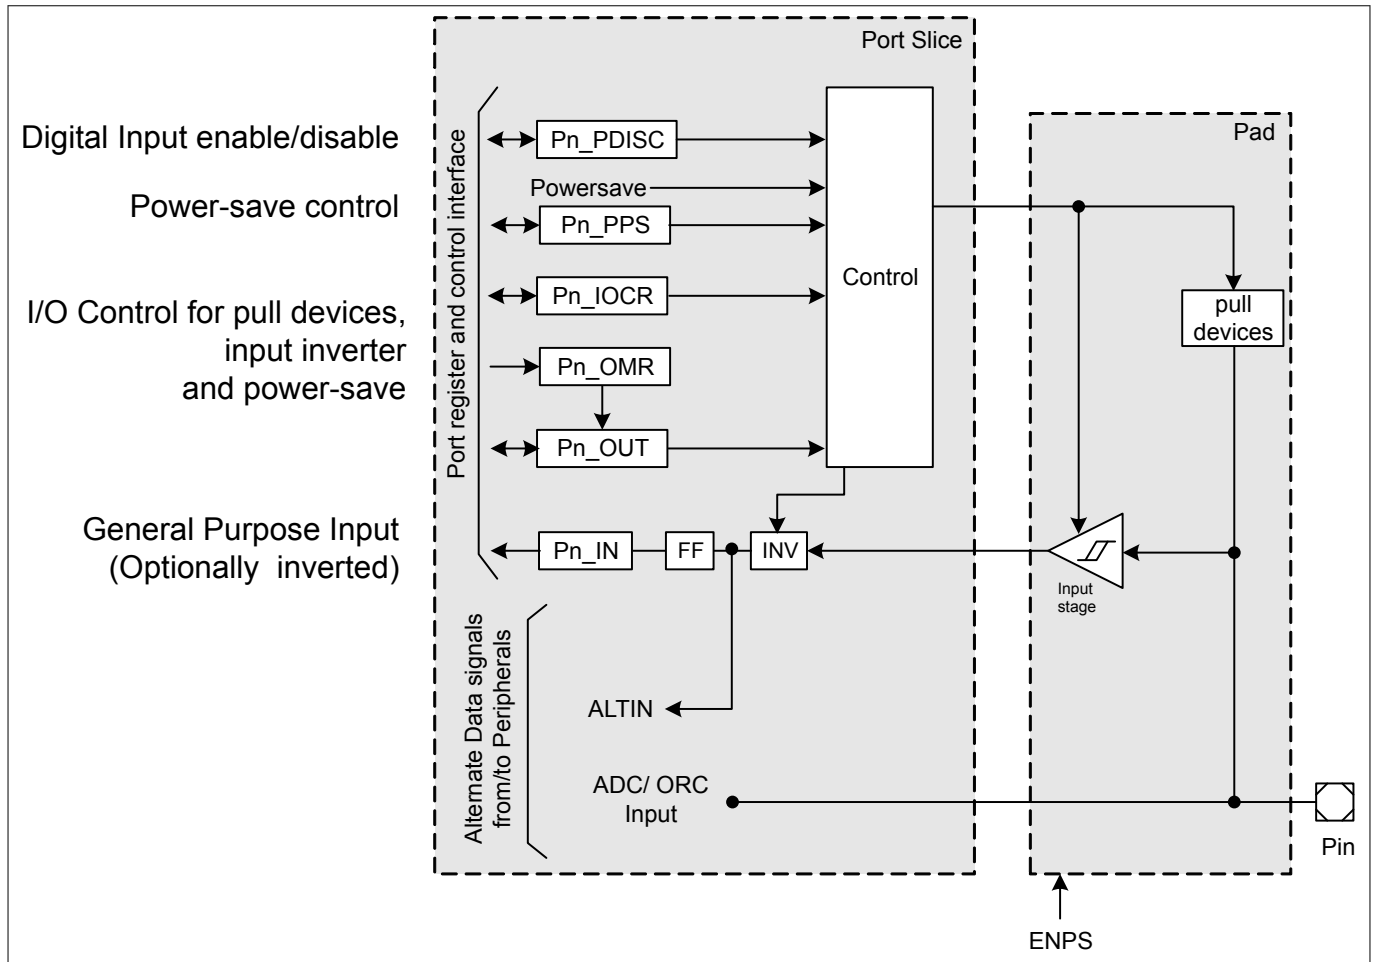 Port Slice
Digital Input enable/disable
Power-save control
I/O Control for pull devices,
input inverter
and power-save
General Purpose Input
(Optionally inverted)
Port register and control interface
Pn_PDISC
Powersave
Pn_PPS
Pn_IOCR
Pn_OMR
Pn_OUT
Pn_IN
FF
INV
Control
Alternate Data signals
from/to Peripherals
ALTIN
ADC/ ORC
Input
Pad
pull
devices
Input
stage
Pin
ENPS